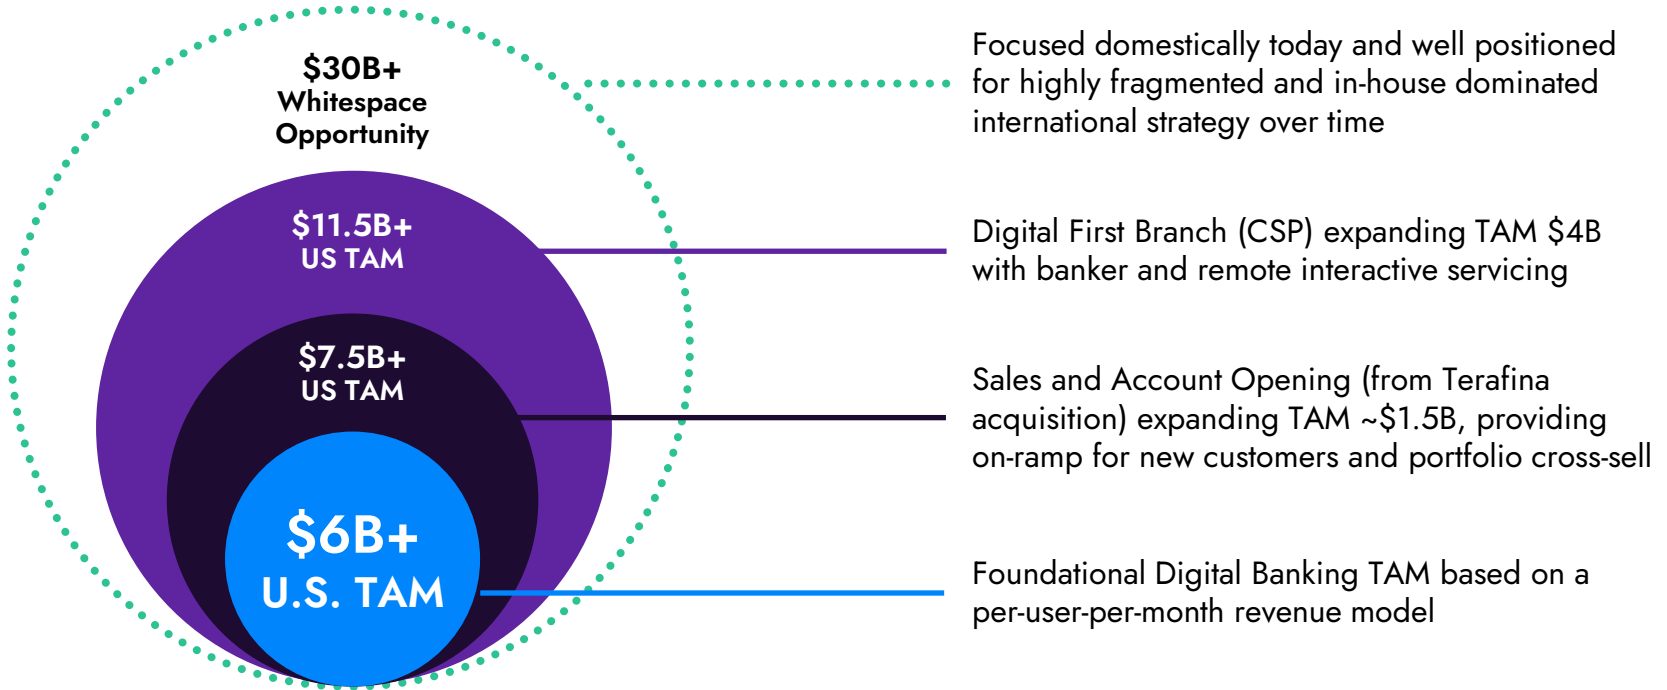 $30B+
Whitespace
Opportunity
Focused domestically today and well positioned
for highly fragmented and in-house dominated
international strategy over time
$11.5B+
US TAM
Digital First Branch (CSP) expanding TAM $4B
with banker and remote interactive servicing
$7.5B+
US TAM
Sales and Account Opening (from Terafina
acquisition) expanding TAM ~$1.5B, providing
on-ramp for new customers and portfolio cross-sell
$6B+
U.S. TAM
Foundational Digital Banking TAM based on a
per-user-per-month revenue model